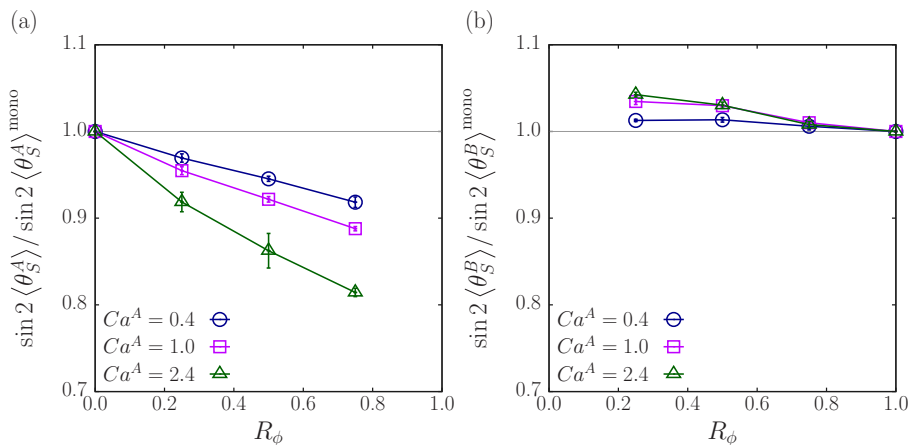 (a)
1.1
1.0
0.9
0.8
0.7
0.0 0.2 0.4 0.6 0.8 1.0
sin 2 ⟨θ_S^A⟩ / sin 2 ⟨θ_S^A⟩^mono
R_ϕ
Ca^A = 0.4
Ca^A = 1.0
Ca^A = 2.4
(b)
1.1
1.0
0.9
0.8
0.7
0.0 0.2 0.4 0.6 0.8 1.0
sin 2 ⟨θ_S^B⟩ / sin 2 ⟨θ_S^B⟩^mono
R_ϕ
Ca^A = 0.4
Ca^A = 1.0
Ca^A = 2.4